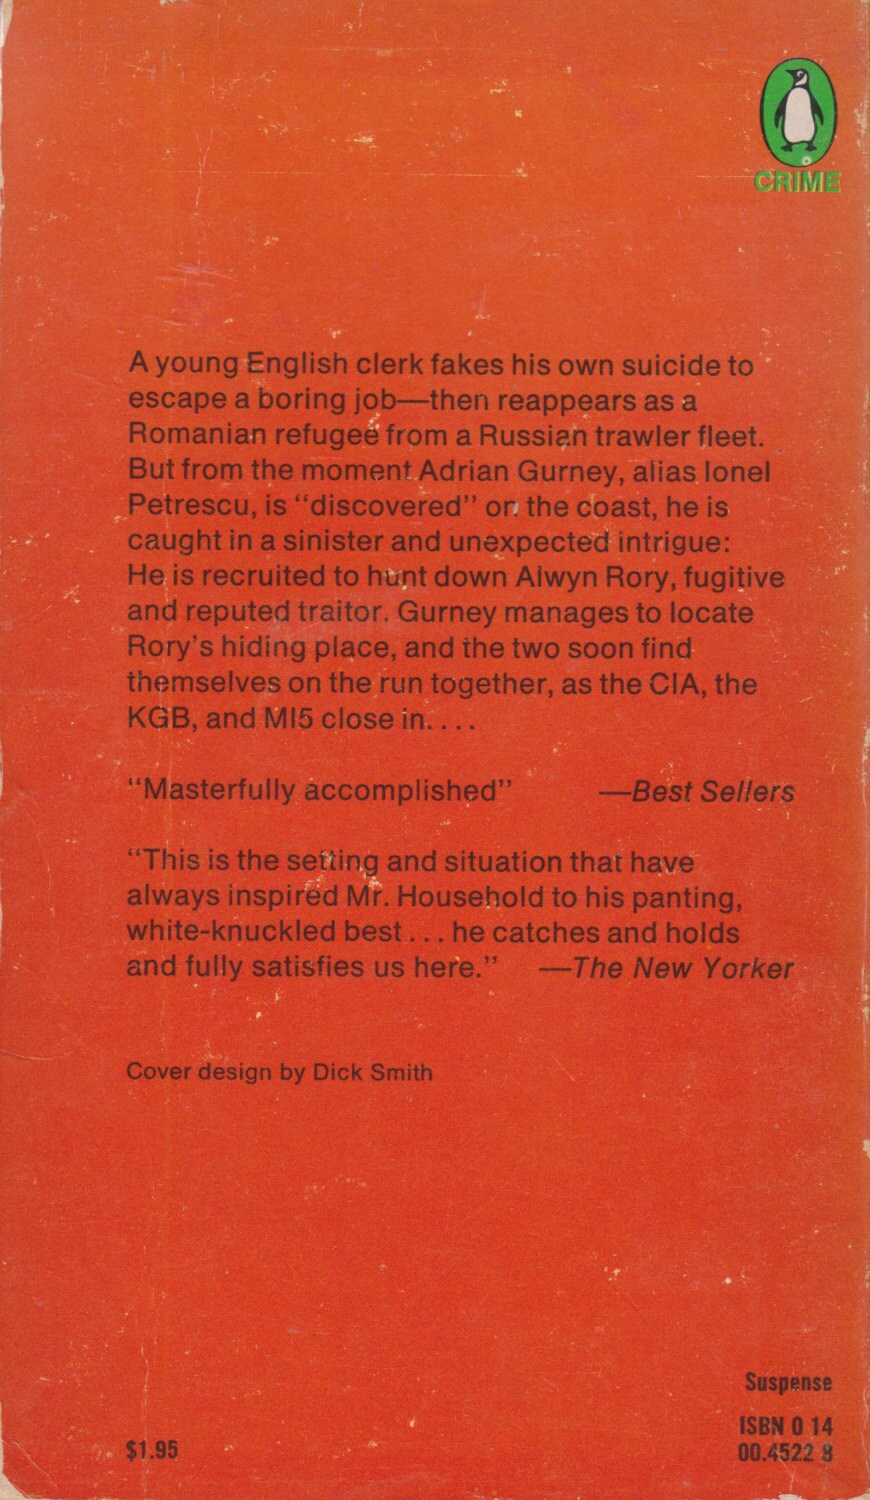 CRIME
A young English clerk fakes his own suicide to
escape a boring job—then reappears as a
Romanian refugee from a Russian trawler fleet.
But from the moment Adrian Gurney, alias Ionel
Petrescu, is “discovered” on the coast, he is
caught in a sinister and unexpected intrigue:
He is recruited to hunt down Alwyn Rory, fugitive
and reputed traitor. Gurney manages to locate
Rory’s hiding place, and the two soon find
themselves on the run together, as the CIA, the
KGB, and MI5 close in. . . .
“Masterfully accomplished” —Best Sellers
“This is the setting and situation that have
always inspired Mr. Household to his panting,
white-knuckled best . . . he catches and holds
and fully satisfies us here.” —The New Yorker
Cover design by Dick Smith
Suspense
ISBN 0 14
00.4522 8
$1.95